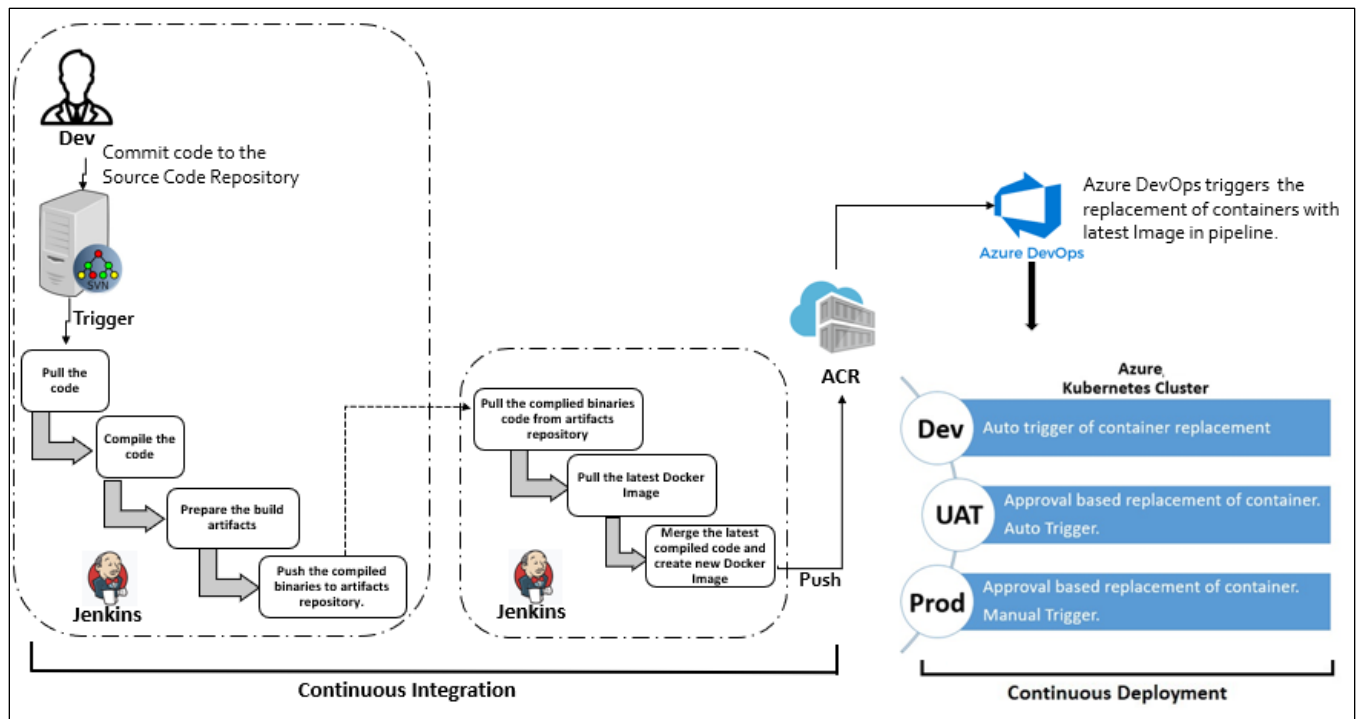 Dev
Commit code to the
Source Code Repository
SVN
Trigger
Pull the
code
Compile the
code
Prepare the build
artifacts
Push the compiled
binaries to artifacts
repository.
Jenkins
Pull the complied binaries
code from artifacts
repository
Pull the latest Docker
Image
Merge the latest
compiled code and
create new Docker
Image
Jenkins
Push
ACR
Continuous Integration
Azure DevOps
Azure DevOps triggers the
replacement of containers with
latest Image in pipeline.
Azure,
Kubernetes Cluster
Dev
Auto trigger of container replacement
UAT
Approval based replacement of container.
Auto Trigger.
Prod
Approval based replacement of container.
Manual Trigger.
Continuous Deployment